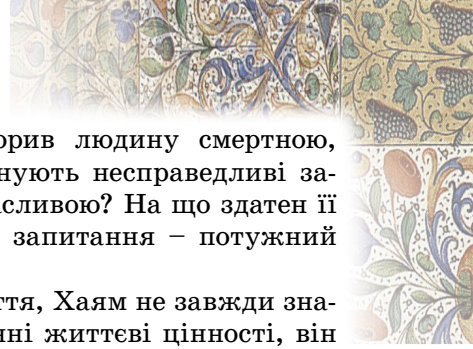 орив людину смертною,
нують несправедливі за-
сливою? На що здатен її
запитання – потужний
ття, Хаям не завжди зна-
нні життєві цінності, він